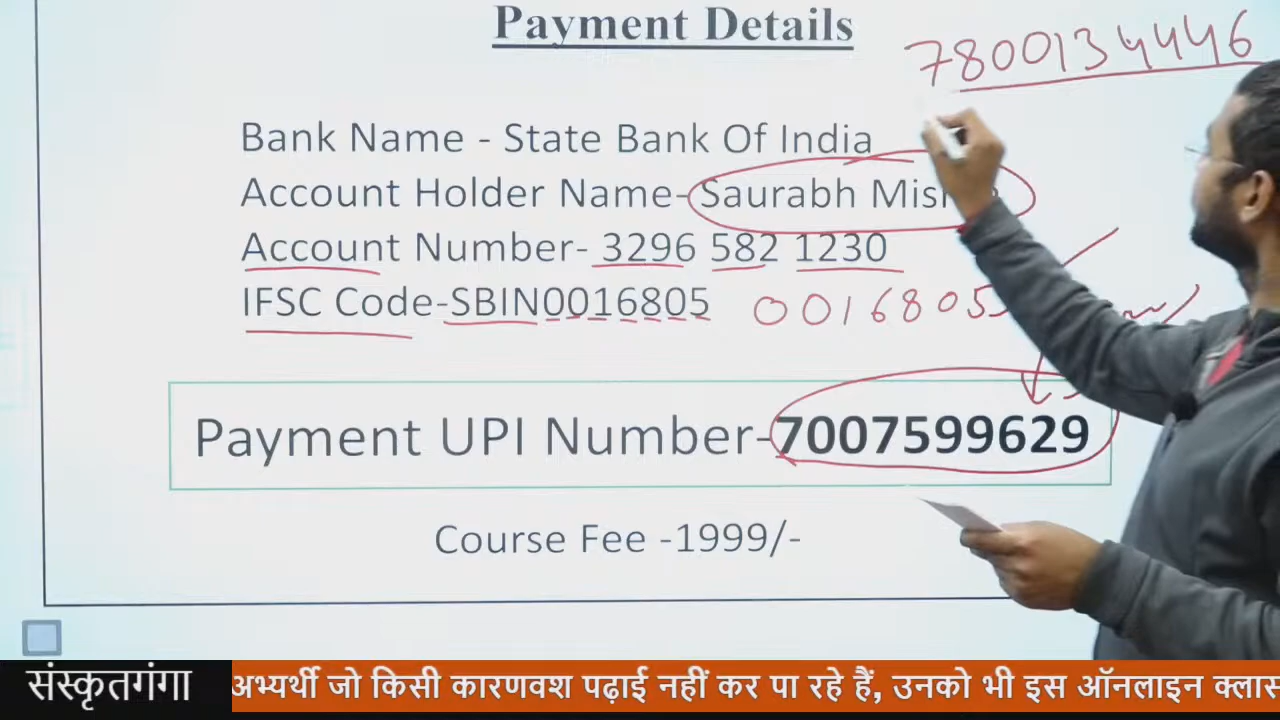 Payment Details
7800134446
Bank Name - State Bank Of India
Account Holder Name- Saurabh
Account Number- 3296 582 1230
IFSC Code-SBIN0016805 0016805
Payment UPI Number-7007599629
Course Fee -1999/-
संस्कृतगंगा
अभ्यर्थी जो किसी कारणवश पढ़ाई नहीं कर पा रहे हैं, उनको भी इस ऑनलाइन क्लास